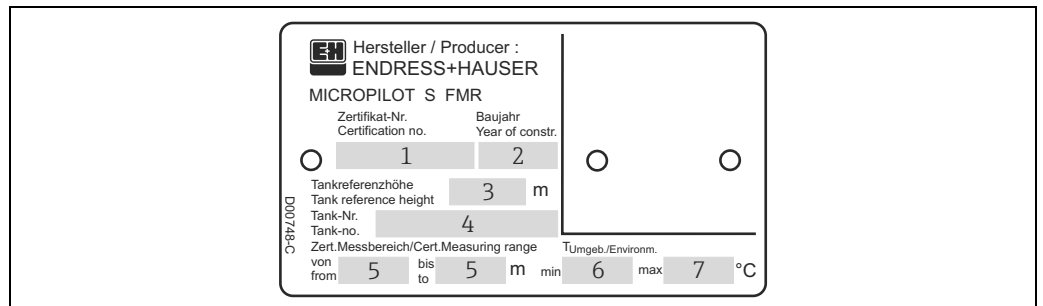 EH Hersteller / Producer :
ENDRESS+HAUSER
MICROPILOT S FMR
Zertifikat-Nr. Baujahr
Certification no. Year of constr.
1 2
Tankreferenzhöhe
Tank reference height 3 m
Tank-Nr.
Tank-no. 4
Zert.Messbereich/Cert.Measuring range TUmgeb./Environm.
von bis
from 5 to 5 m min 6 max 7 °C
D00748-C